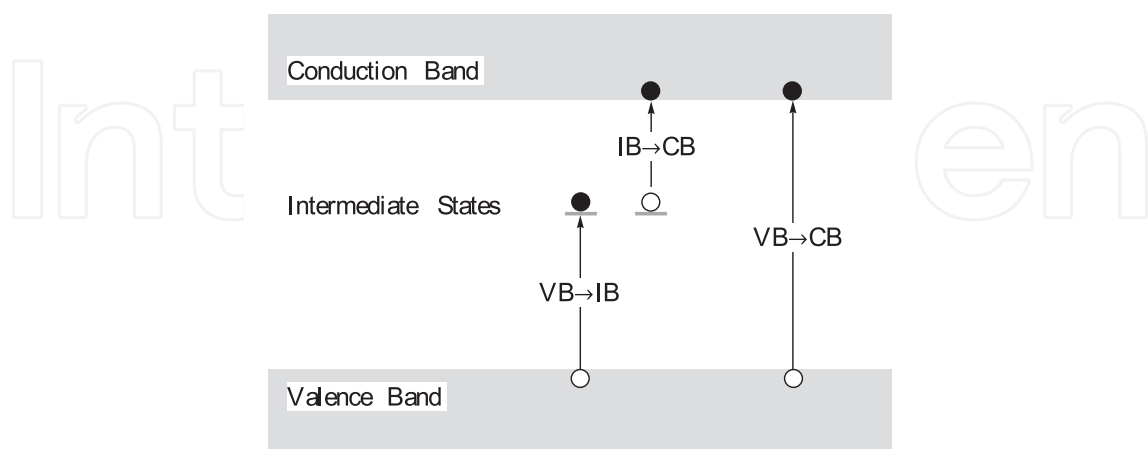 Conduction Band
IB→CB
Intermediate States
VB→CB
VB→IB
Valence Band